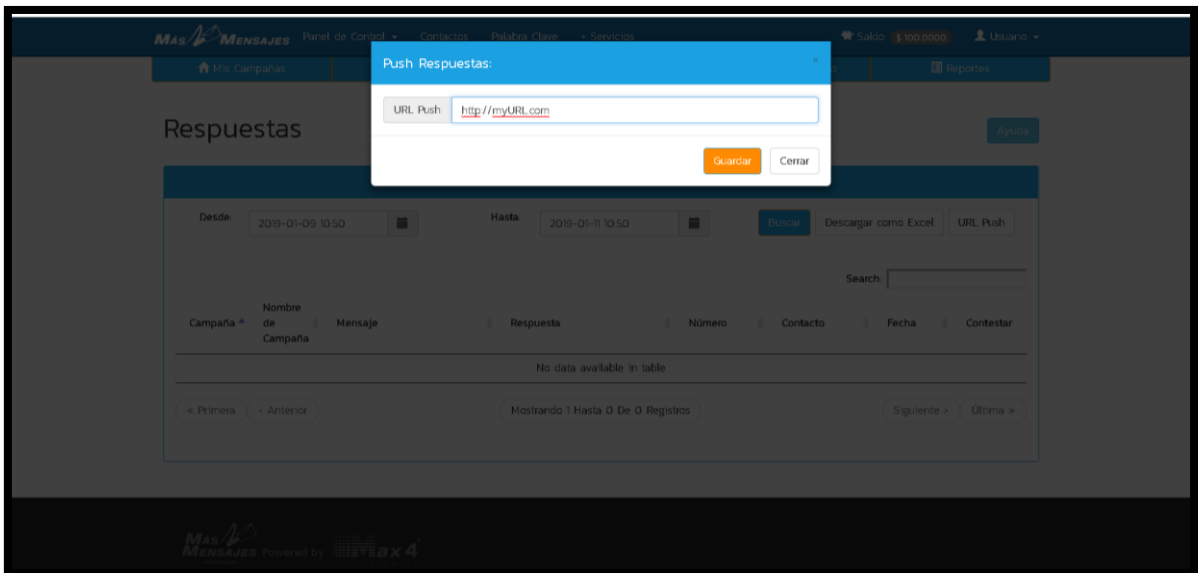 MÁS MENSAJES Panel de Control Contactos Palabra Clave + Servicios Saldo $ 100.0000 Usuario
Mis Campañas Reportes
Push Respuestas: ×
URL Push: http://myURL.com
Guardar Cerrar
Respuestas Ayuda
Desde: 2019-01-09 10:50 Hasta: 2019-01-11 10:50 Buscar Descargar como Excel URL Push
Search:
Campaña Nombre de Campaña Mensaje Respuesta Número Contacto Fecha Contestar
No data available in table
« Primera ‹ Anterior Mostrando 1 Hasta 0 De 0 Registros Siguiente › Última »
MÁS MENSAJES Powered by Max4